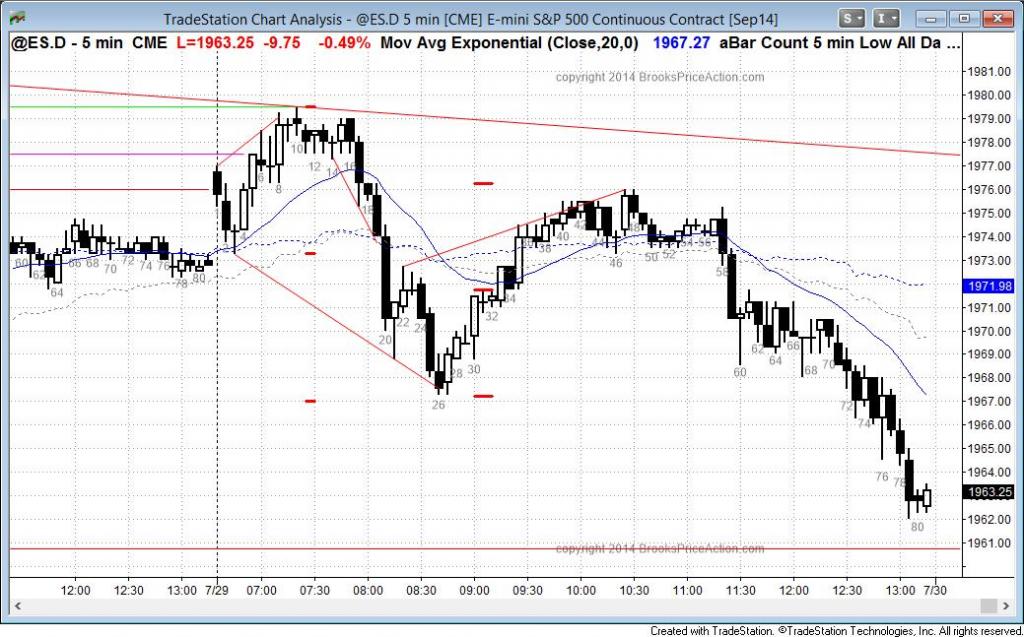 TradeStation Chart Analysis - @ES.D 5 min [CME] E-mini S&P 500 Continuous Contract [Sep14]
S I
@ES.D - 5 min CME L=1963.25 -9.75 -0.49% Mov Avg Exponential (Close,20,0) 1967.27 aBar Count 5 min Low All Da ...
copyright 2014 BrooksPriceAction.com
1981.00
1980.00
1979.00
1978.00
1977.00
1976.00
1975.00
1974.00
1973.00
1971.98
1971.00
1970.00
1969.00
1968.00
1967.00
1966.00
1965.00
1964.00
1963.25
1962.00
1961.00
60 62 64 66 68 70 72 74 76 78 80
4 6 8 10 12 14 16 18 20 22 24 26 28 30 32 34 36 38 40 42 44 46 48 50 52 54 56 58 60 62 64 66 68 70 72 74 76 78 80
copyright 2014 BrooksPriceAction.com
12:00 12:30 13:00 7/29 07:00 07:30 08:00 08:30 09:00 09:30 10:00 10:30 11:00 11:30 12:00 12:30 13:00 7/30
Created with TradeStation. ©TradeStation Technologies, Inc. All rights reserved.